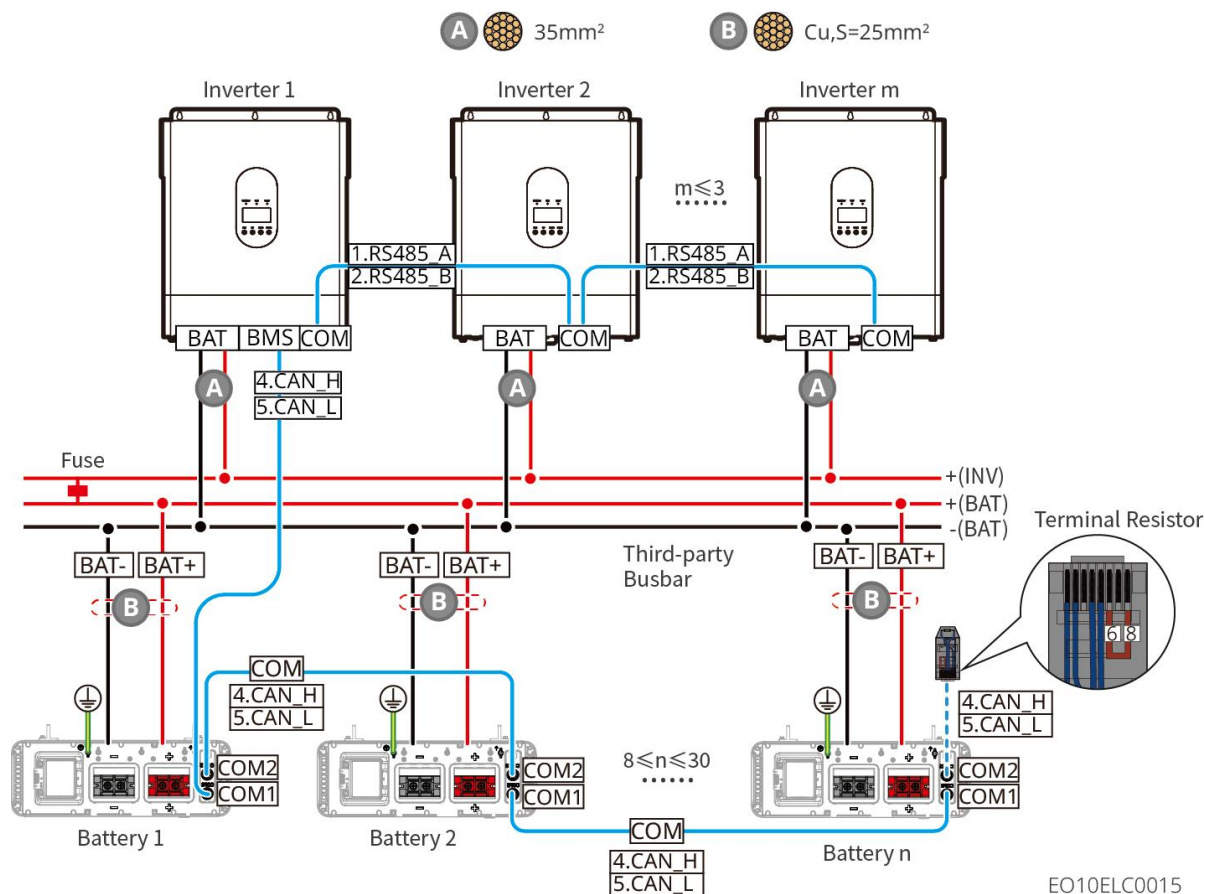 A 35mm²
B Cu,S=25mm²
Inverter 1
Inverter 2
Inverter m
m≤3
1.RS485_A
2.RS485_B
1.RS485_A
2.RS485_B
BAT
BMS
COM
BAT
COM
BAT
COM
4.CAN_H
5.CAN_L
A
A
A
Fuse
+(INV)
+(BAT)
-(BAT)
Terminal Resistor
Third-party
Busbar
BAT-
BAT+
BAT-
BAT+
BAT-
BAT+
B
B
B
6 8
COM
4.CAN_H
5.CAN_L
4.CAN_H
5.CAN_L
8≤n≤30
COM2
COM1
COM2
COM1
COM2
COM1
Battery 1
Battery 2
Battery n
COM
4.CAN_H
5.CAN_L
EO10ELC0015